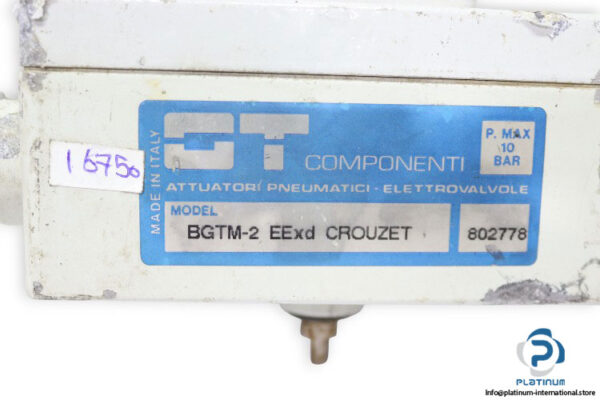 16750
MADE IN ITALY
GT COMPONENTI
P. MAX
10
BAR
ATTUATORI PNEUMATICI - ELETTROVALVOLE
MODEL
BGTM-2 EExd CROUZET
802778
PLATINUM
Info@platinum-international.store